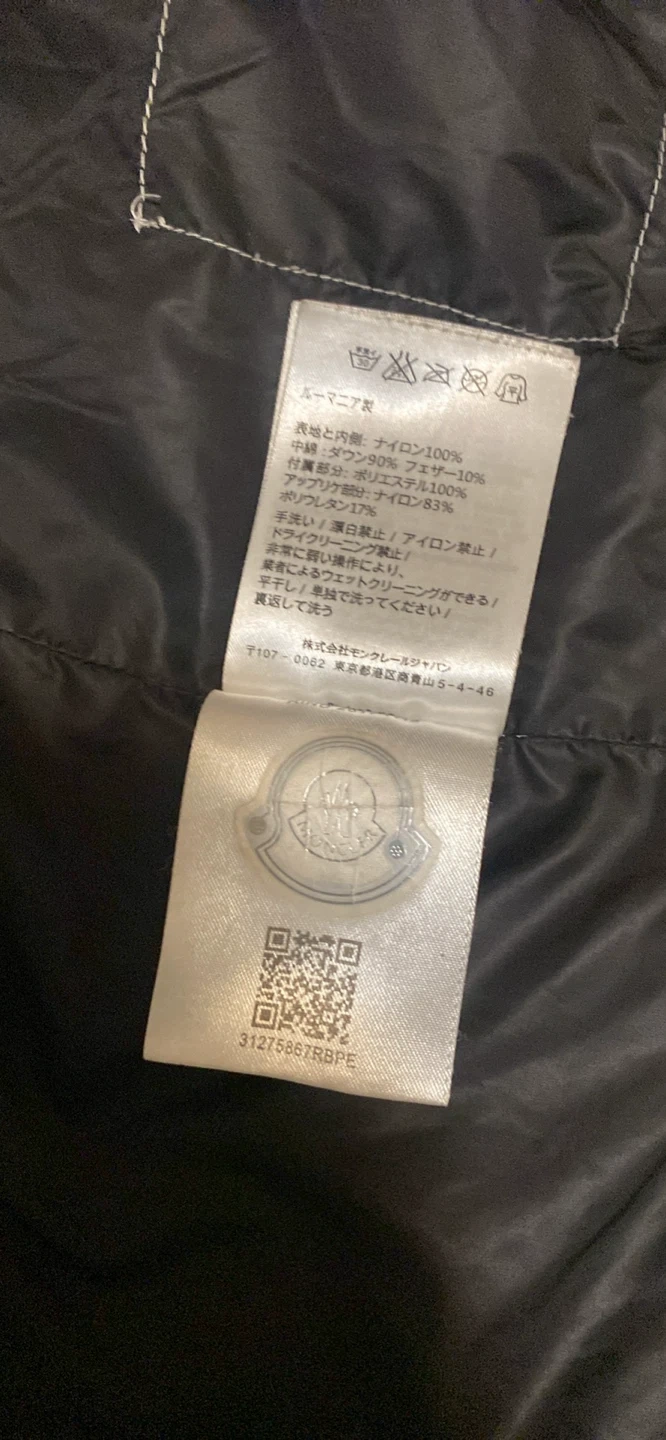 手洗イ
30
平
ルーマニア製
表地と内側: ナイロン100%
中綿 : ダウン90% フェザー10%
付属部分: ポリエステル100%
アップリケ部分: ナイロン83%
ポリウレタン17%
手洗い / 漂白禁止 / アイロン禁止 /
ドライクリーニング禁止 /
非常に弱い操作により、
業者によるウェットクリーニングができる /
平干し / 単独で洗ってください /
裏返して洗う
株式会社モンクレールジャパン
〒107-0062 東京都港区南青山5-4-46
MONCLER
31275867RBPE